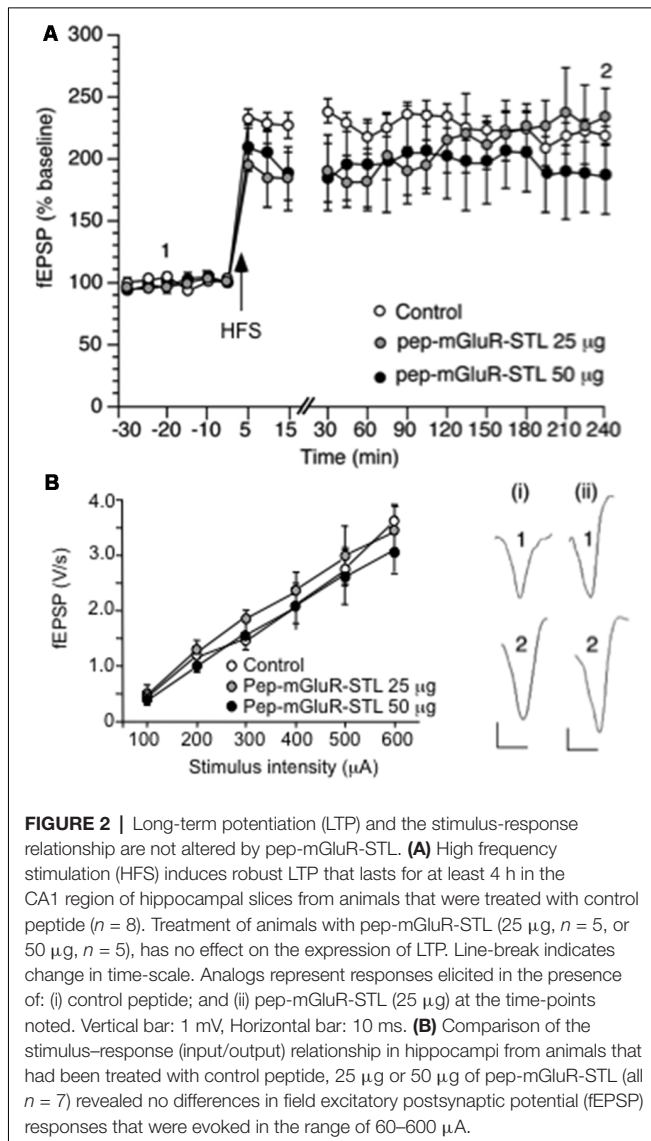 A
300
2
250
200
fEPSP (% baseline)
150
1
100
HFS
Control
pep-mGluR-STL 25 μg
pep-mGluR-STL 50 μg
50
0
-30 -20 -10 5 15 30 60 90 120 150 180 210 240
Time (min)
B
4.0
3.0
fEPSP (V/s)
2.0
1.0
0
Control
Pep-mGluR-STL 25 μg
Pep-mGluR-STL 50 μg
100 200 300 400 500 600
Stimulus intensity (μA)
(i) (ii)
1 1
2 2
FIGURE 2 | Long-term potentiation (LTP) and the stimulus-response
relationship are not altered by pep-mGluR-STL. (A) High frequency
stimulation (HFS) induces robust LTP that lasts for at least 4 h in the
CA1 region of hippocampal slices from animals that were treated with control
peptide (n = 8). Treatment of animals with pep-mGluR-STL (25 μg, n = 5, or
50 μg, n = 5), has no effect on the expression of LTP. Line-break indicates
change in time-scale. Analogs represent responses elicited in the presence
of: (i) control peptide; and (ii) pep-mGluR-STL (25 μg) at the time-points
noted. Vertical bar: 1 mV, Horizontal bar: 10 ms. (B) Comparison of the
stimulus–response (input/output) relationship in hippocampi from animals that
had been treated with control peptide, 25 μg or 50 μg of pep-mGluR-STL (all
n = 7) revealed no differences in field excitatory postsynaptic potential (fEPSP)
responses that were evoked in the range of 60–600 μA.